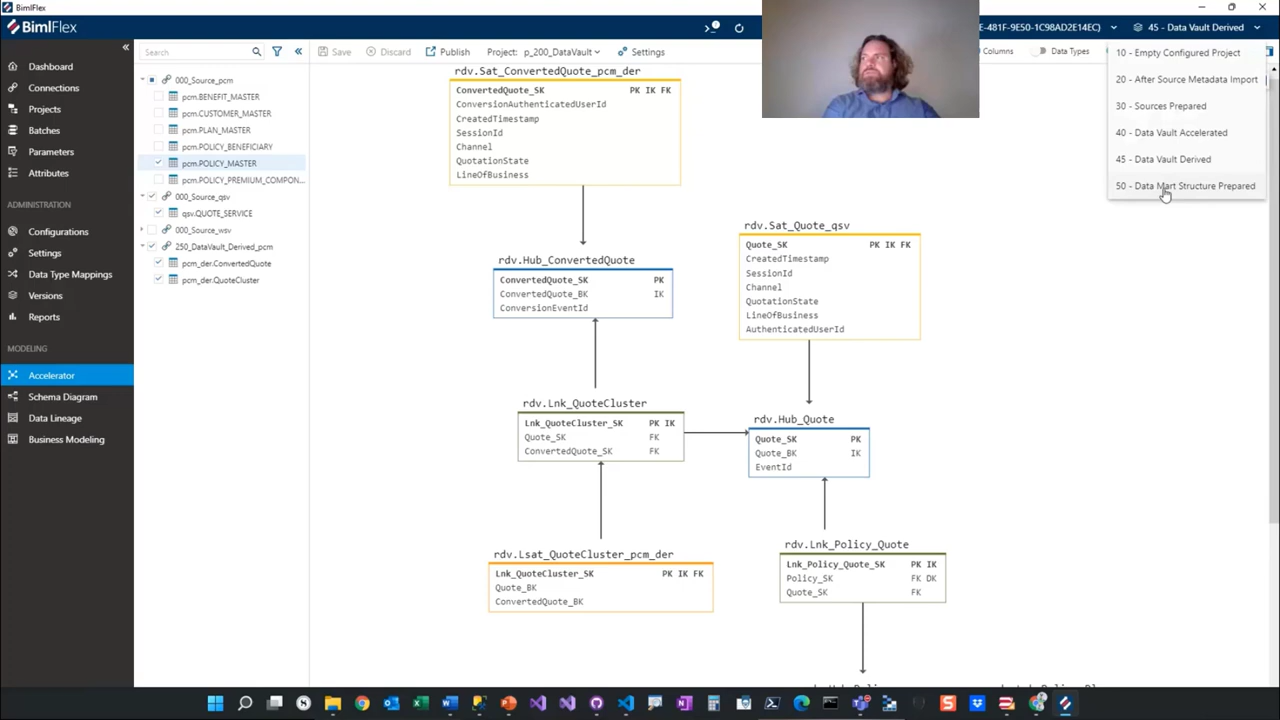 BimlFlex
BimlFlex
-481F-9E50-1C98AD2E14EC)
45 - Data Vault Derived
Search
Save
Discard
Publish
Project: p_200_DataVault
Settings
Columns
Data Types
10 - Empty Configured Project
20 - After Source Metadata Import
30 - Sources Prepared
40 - Data Vault Accelerated
45 - Data Vault Derived
50 - Data Mart Structure Prepared
Dashboard
Connections
Projects
Batches
Parameters
Attributes
ADMINISTRATION
Configurations
Settings
Data Type Mappings
Versions
Reports
MODELING
Accelerator
Schema Diagram
Data Lineage
Business Modeling
000_Source_pcm
pcm.BENEFIT_MASTER
pcm.CUSTOMER_MASTER
pcm.PLAN_MASTER
pcm.POLICY_BENEFICIARY
pcm.POLICY_MASTER
pcm.POLICY_PREMIUM_COMPON...
000_Source_qsv
qsv.QUOTE_SERVICE
000_Source_wsv
250_DataVault_Derived_pcm
pcm_der.ConvertedQuote
pcm_der.QuoteCluster
rdv.Sat_ConvertedQuote_pcm_der
ConvertedQuote_SK PK IK FK
ConversionAuthenticatedUserId
CreatedTimestamp
SessionId
Channel
QuotationState
LineOfBusiness
rdv.Hub_ConvertedQuote
ConvertedQuote_SK PK
ConvertedQuote_BK IK
ConversionEventId
rdv.Sat_Quote_qsv
Quote_SK PK IK FK
CreatedTimestamp
SessionId
Channel
QuotationState
LineOfBusiness
AuthenticatedUserId
rdv.Lnk_QuoteCluster
Lnk_QuoteCluster_SK PK IK
Quote_SK FK
ConvertedQuote_SK FK
rdv.Hub_Quote
Quote_SK PK
Quote_BK IK
EventId
rdv.Lsat_QuoteCluster_pcm_der
Lnk_QuoteCluster_SK PK IK FK
Quote_BK
ConvertedQuote_BK
rdv.Lnk_Policy_Quote
Lnk_Policy_Quote_SK PK IK
Policy_SK FK DK
Quote_SK FK